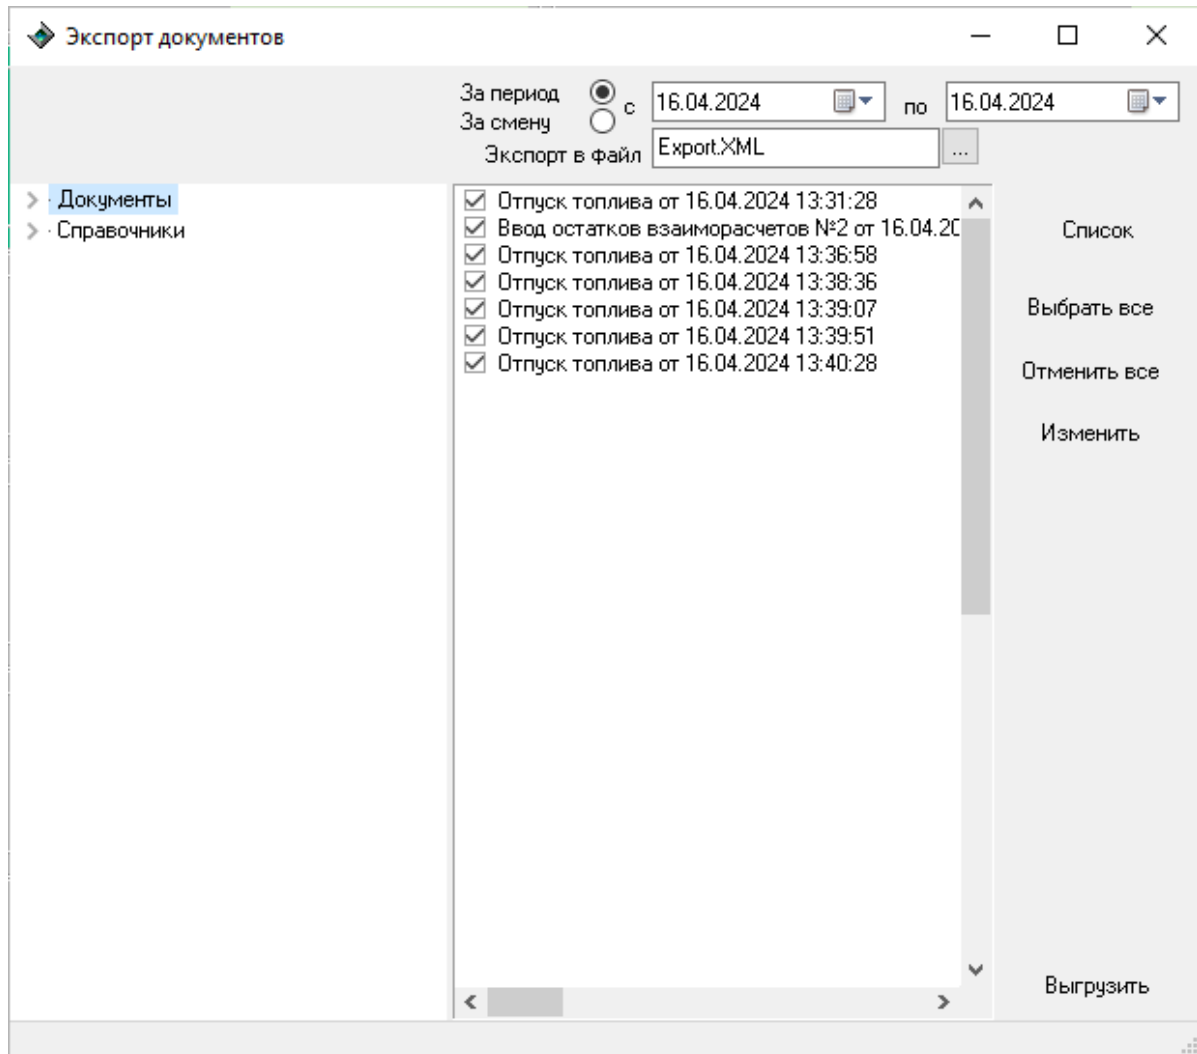 Экспорт документов
За период с 16.04.2024 по 16.04.2024
За смену
Экспорт в файл Export.XML ...
Документы
Справочники
Отпуск топлива от 16.04.2024 13:31:28
Ввод остатков взаиморасчетов №2 от 16.04.20
Отпуск топлива от 16.04.2024 13:36:58
Отпуск топлива от 16.04.2024 13:38:36
Отпуск топлива от 16.04.2024 13:39:07
Отпуск топлива от 16.04.2024 13:39:51
Отпуск топлива от 16.04.2024 13:40:28
Список
Выбрать все
Отменить все
Изменить
Выгрузить